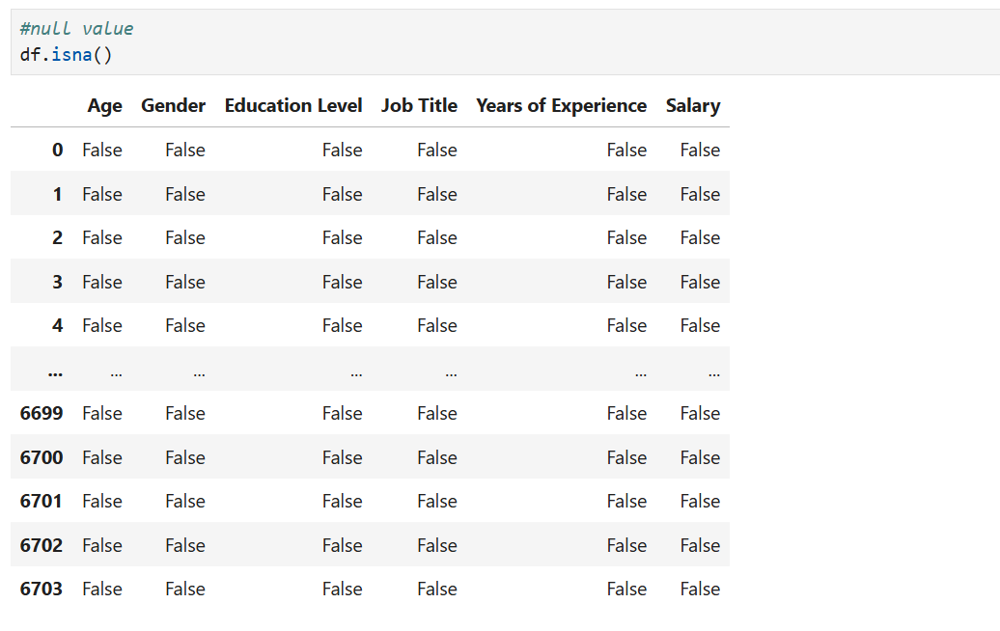 #null value
df.isna()
Age Gender Education Level Job Title Years of Experience Salary
0 False False False False False False
1 False False False False False False
2 False False False False False False
3 False False False False False False
4 False False False False False False
... ... ... ... ... ... ...
6699 False False False False False False
6700 False False False False False False
6701 False False False False False False
6702 False False False False False False
6703 False False False False False False